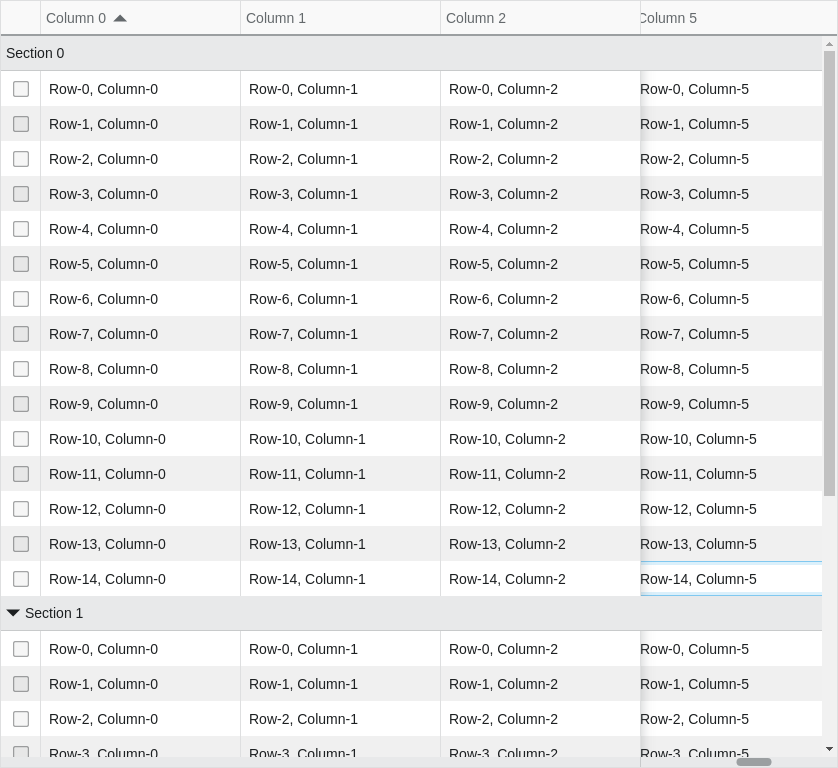 Column 0 Column 1 Column 2 Column 5
Section 0
Row-0, Column-0 Row-0, Column-1 Row-0, Column-2 Row-0, Column-5
Row-1, Column-0 Row-1, Column-1 Row-1, Column-2 Row-1, Column-5
Row-2, Column-0 Row-2, Column-1 Row-2, Column-2 Row-2, Column-5
Row-3, Column-0 Row-3, Column-1 Row-3, Column-2 Row-3, Column-5
Row-4, Column-0 Row-4, Column-1 Row-4, Column-2 Row-4, Column-5
Row-5, Column-0 Row-5, Column-1 Row-5, Column-2 Row-5, Column-5
Row-6, Column-0 Row-6, Column-1 Row-6, Column-2 Row-6, Column-5
Row-7, Column-0 Row-7, Column-1 Row-7, Column-2 Row-7, Column-5
Row-8, Column-0 Row-8, Column-1 Row-8, Column-2 Row-8, Column-5
Row-9, Column-0 Row-9, Column-1 Row-9, Column-2 Row-9, Column-5
Row-10, Column-0 Row-10, Column-1 Row-10, Column-2 Row-10, Column-5
Row-11, Column-0 Row-11, Column-1 Row-11, Column-2 Row-11, Column-5
Row-12, Column-0 Row-12, Column-1 Row-12, Column-2 Row-12, Column-5
Row-13, Column-0 Row-13, Column-1 Row-13, Column-2 Row-13, Column-5
Row-14, Column-0 Row-14, Column-1 Row-14, Column-2 Row-14, Column-5
Section 1
Row-0, Column-0 Row-0, Column-1 Row-0, Column-2 Row-0, Column-5
Row-1, Column-0 Row-1, Column-1 Row-1, Column-2 Row-1, Column-5
Row-2, Column-0 Row-2, Column-1 Row-2, Column-2 Row-2, Column-5
Row-3, Column-0 Row-3, Column-1 Row-3, Column-2 Row-3, Column-5